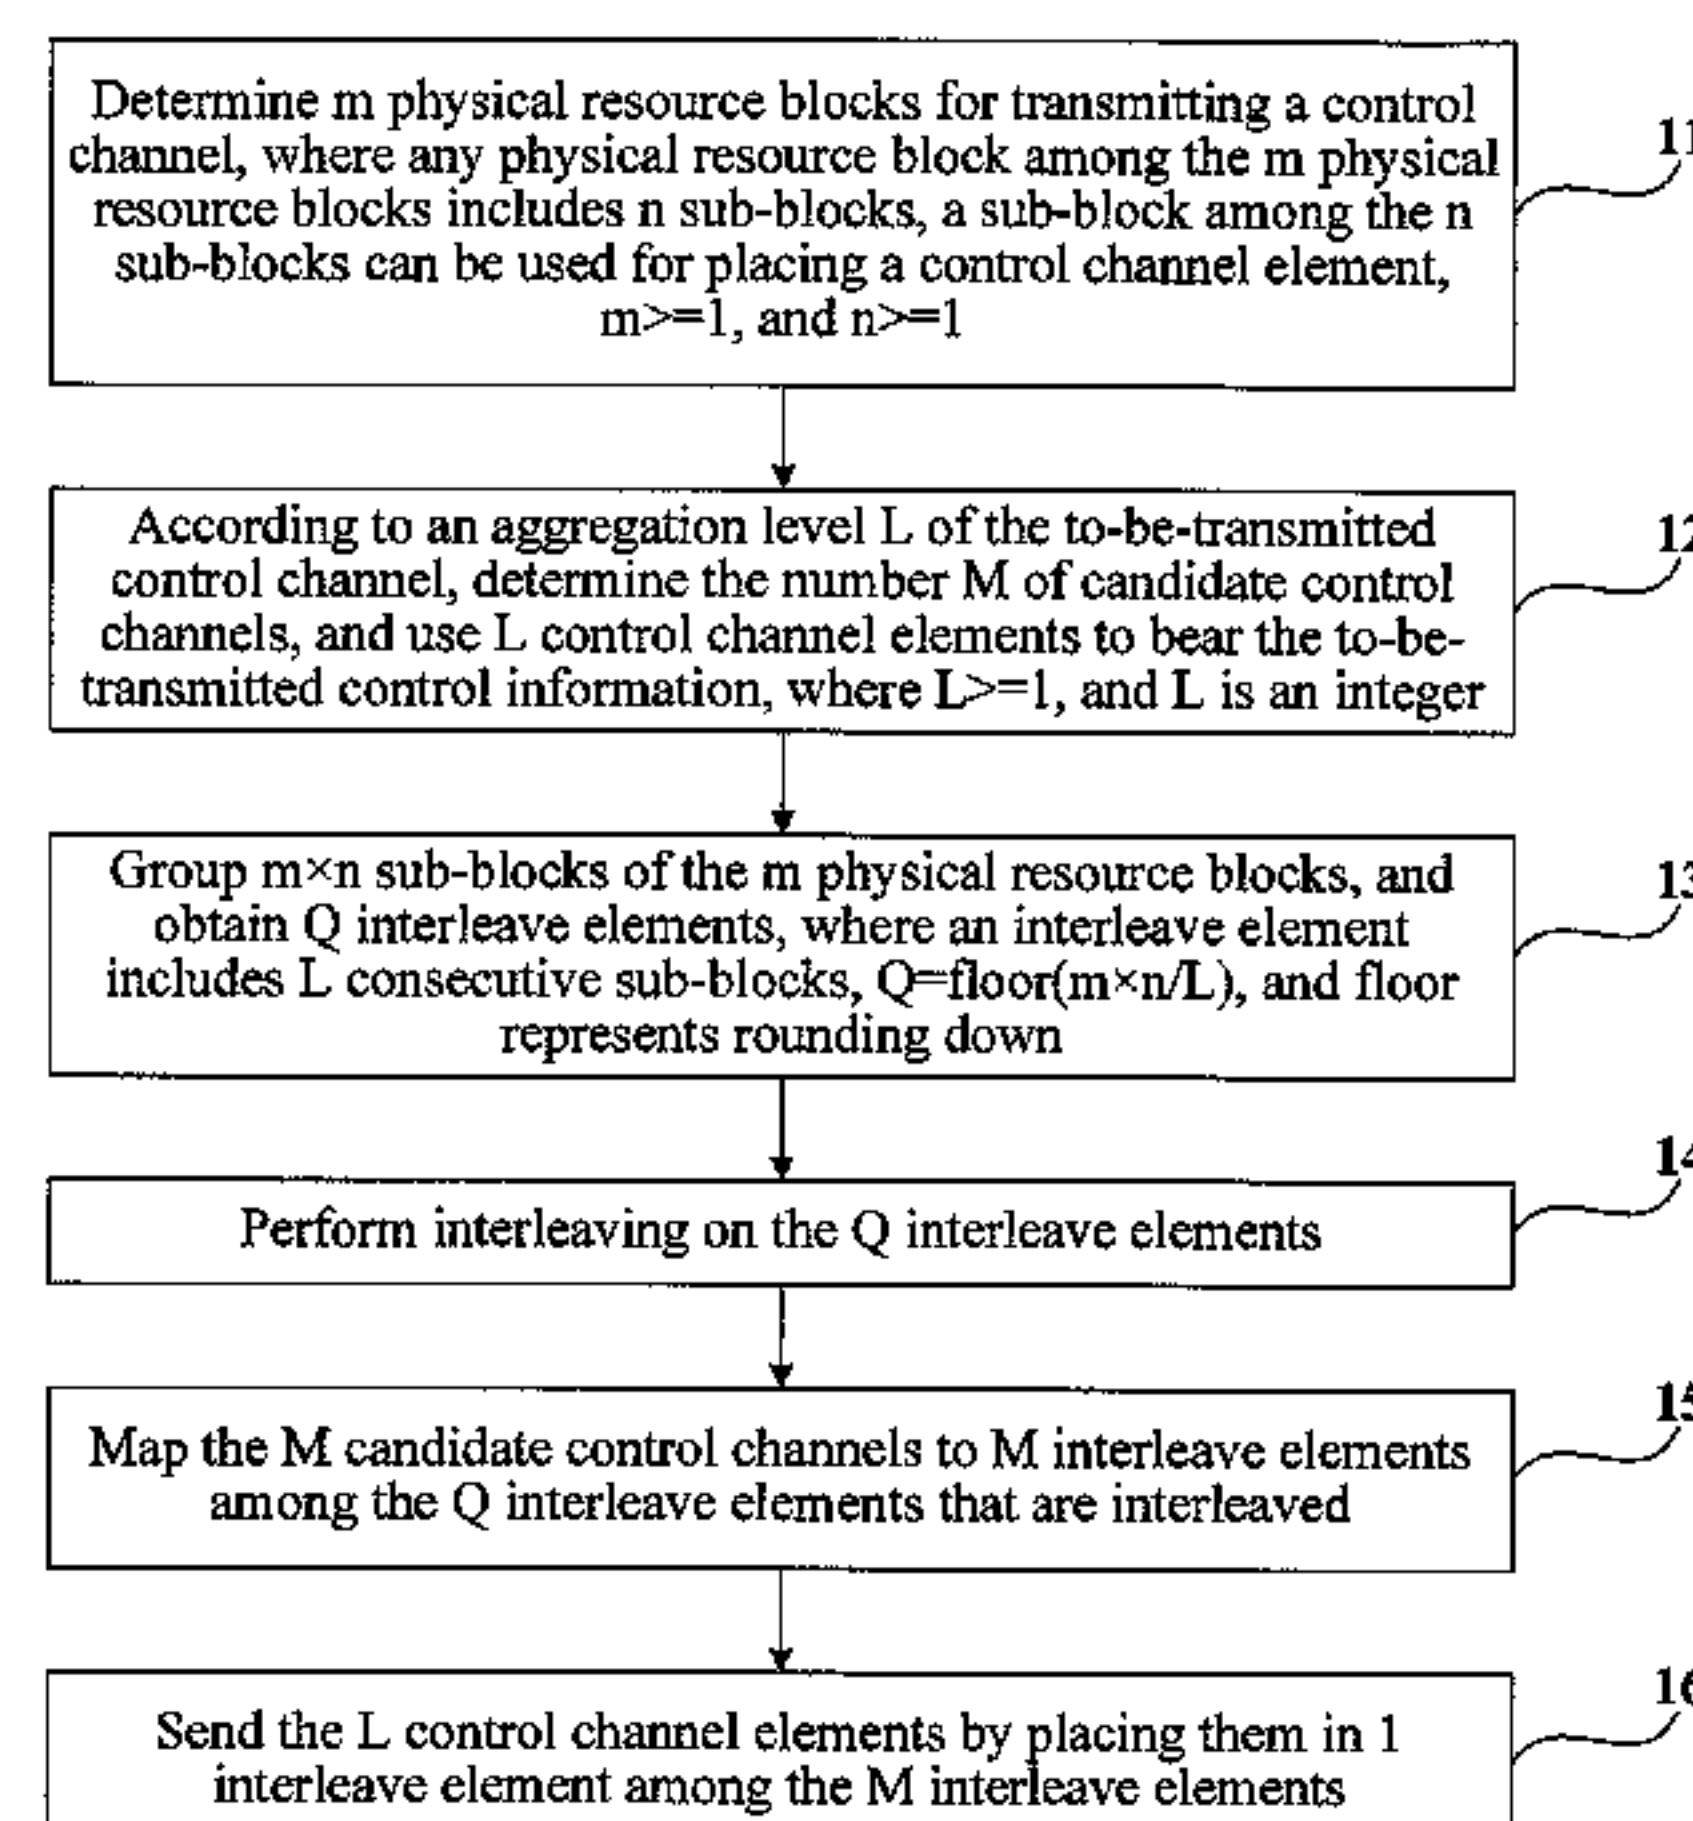 Determine m physical resource blocks for transmitting a control
channel, where any physical resource block among the m physical
resource blocks includes n sub-blocks, a sub-block among the n
sub-blocks can be used for placing a control channel element,
m>=1, and n>=1
11
According to an aggregation level L of the to-be-transmitted
control channel, determine the number M of candidate control
channels, and use L control channel elements to bear the to-be-
transmitted control information, where L>=1, and L is an integer
12
Group m×n sub-blocks of the m physical resource blocks, and
obtain Q interleave elements, where an interleave element
includes L consecutive sub-blocks, Q=floor(m×n/L), and floor
represents rounding down
13
Perform interleaving on the Q interleave elements
14
Map the M candidate control channels to M interleave elements
among the Q interleave elements that are interleaved
15
Send the L control channel elements by placing them in 1
interleave element among the M interleave elements
16